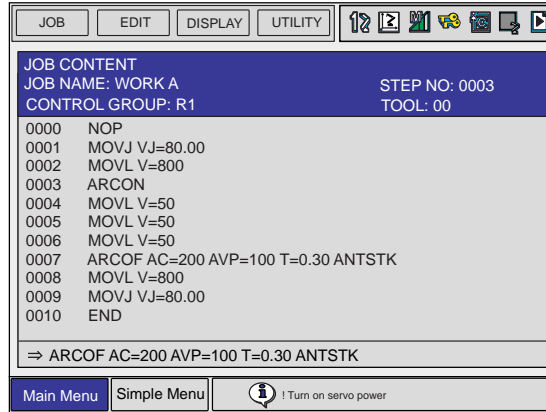 JOB EDIT DISPLAY UTILITY
JOB CONTENT
JOB NAME: WORK A STEP NO: 0003
CONTROL GROUP: R1 TOOL: 00
0000 NOP
0001 MOVJ VJ=80.00
0002 MOVL V=800
0003 ARCON
0004 MOVL V=50
0005 MOVL V=50
0006 MOVL V=50
0007 ARCOF AC=200 AVP=100 T=0.30 ANTSTK
0008 MOVL V=800
0009 MOVJ VJ=80.00
0010 END
⇒ ARCOF AC=200 AVP=100 T=0.30 ANTSTK
Main Menu Simple Menu ! Turn on servo power